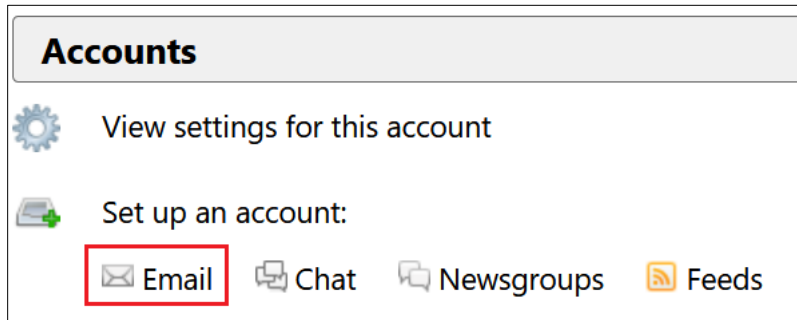 Accounts
View settings for this account
Set up an account:
Email Chat Newsgroups Feeds